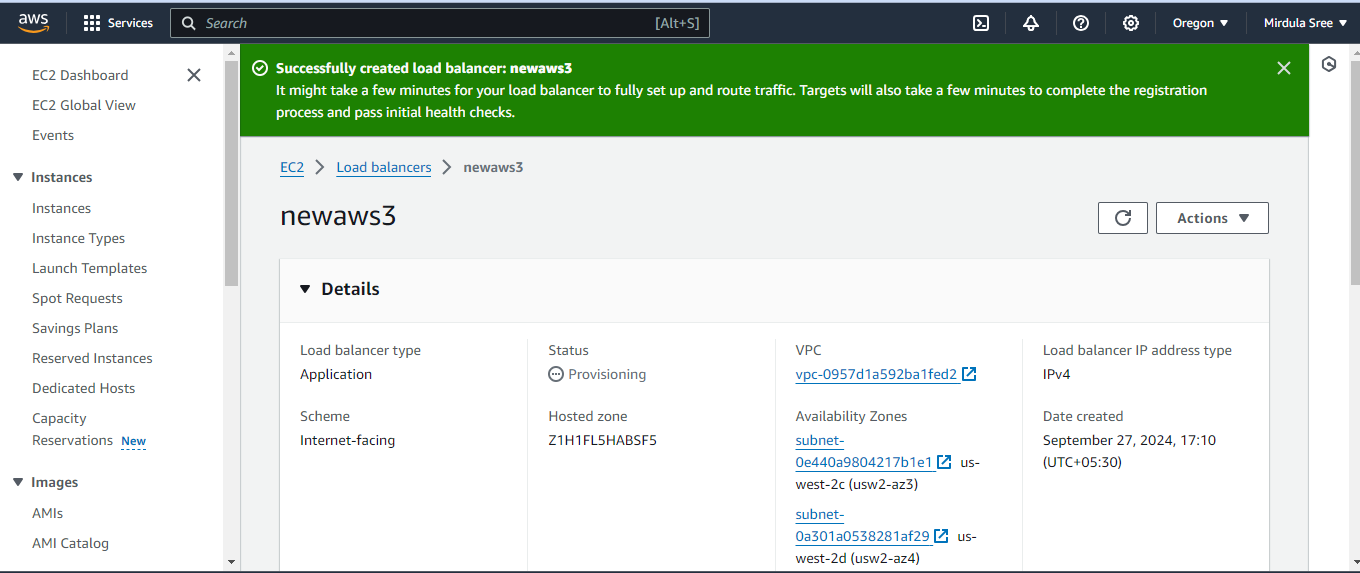 aws
Services
Search
[Alt+S]
Oregon
Mirdula Sree
EC2 Dashboard
EC2 Global View
Events
Instances
Instances
Instance Types
Launch Templates
Spot Requests
Savings Plans
Reserved Instances
Dedicated Hosts
Capacity
Reservations New
Images
AMIs
AMI Catalog
Successfully created load balancer: newaws3
It might take a few minutes for your load balancer to fully set up and route traffic. Targets will also take a few minutes to complete the registration
process and pass initial health checks.
EC2
Load balancers
newaws3
newaws3
Actions
Details
Load balancer type
Application
Scheme
Internet-facing
Status
Provisioning
Hosted zone
Z1H1FL5HABSF5
VPC
vpc-0957d1a592ba1fed2
Availability Zones
subnet-
0e440a9804217b1e1 us-
west-2c (usw2-az3)
subnet-
0a301a0538281af29 us-
west-2d (usw2-az4)
Load balancer IP address type
IPv4
Date created
September 27, 2024, 17:10
(UTC+05:30)